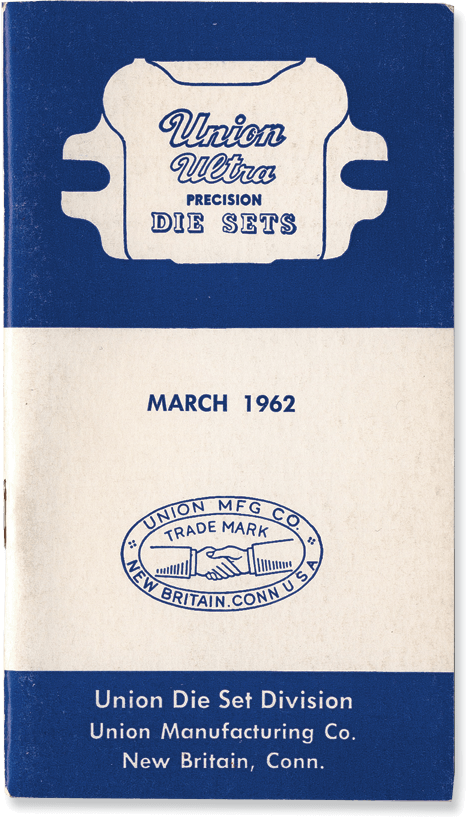 Union
Ultra
PRECISION
DIE SETS
MARCH 1962
UNION MFG CO.
TRADE MARK
NEW BRITAIN. CONN U S A
Union Die Set Division
Union Manufacturing Co.
New Britain, Conn.